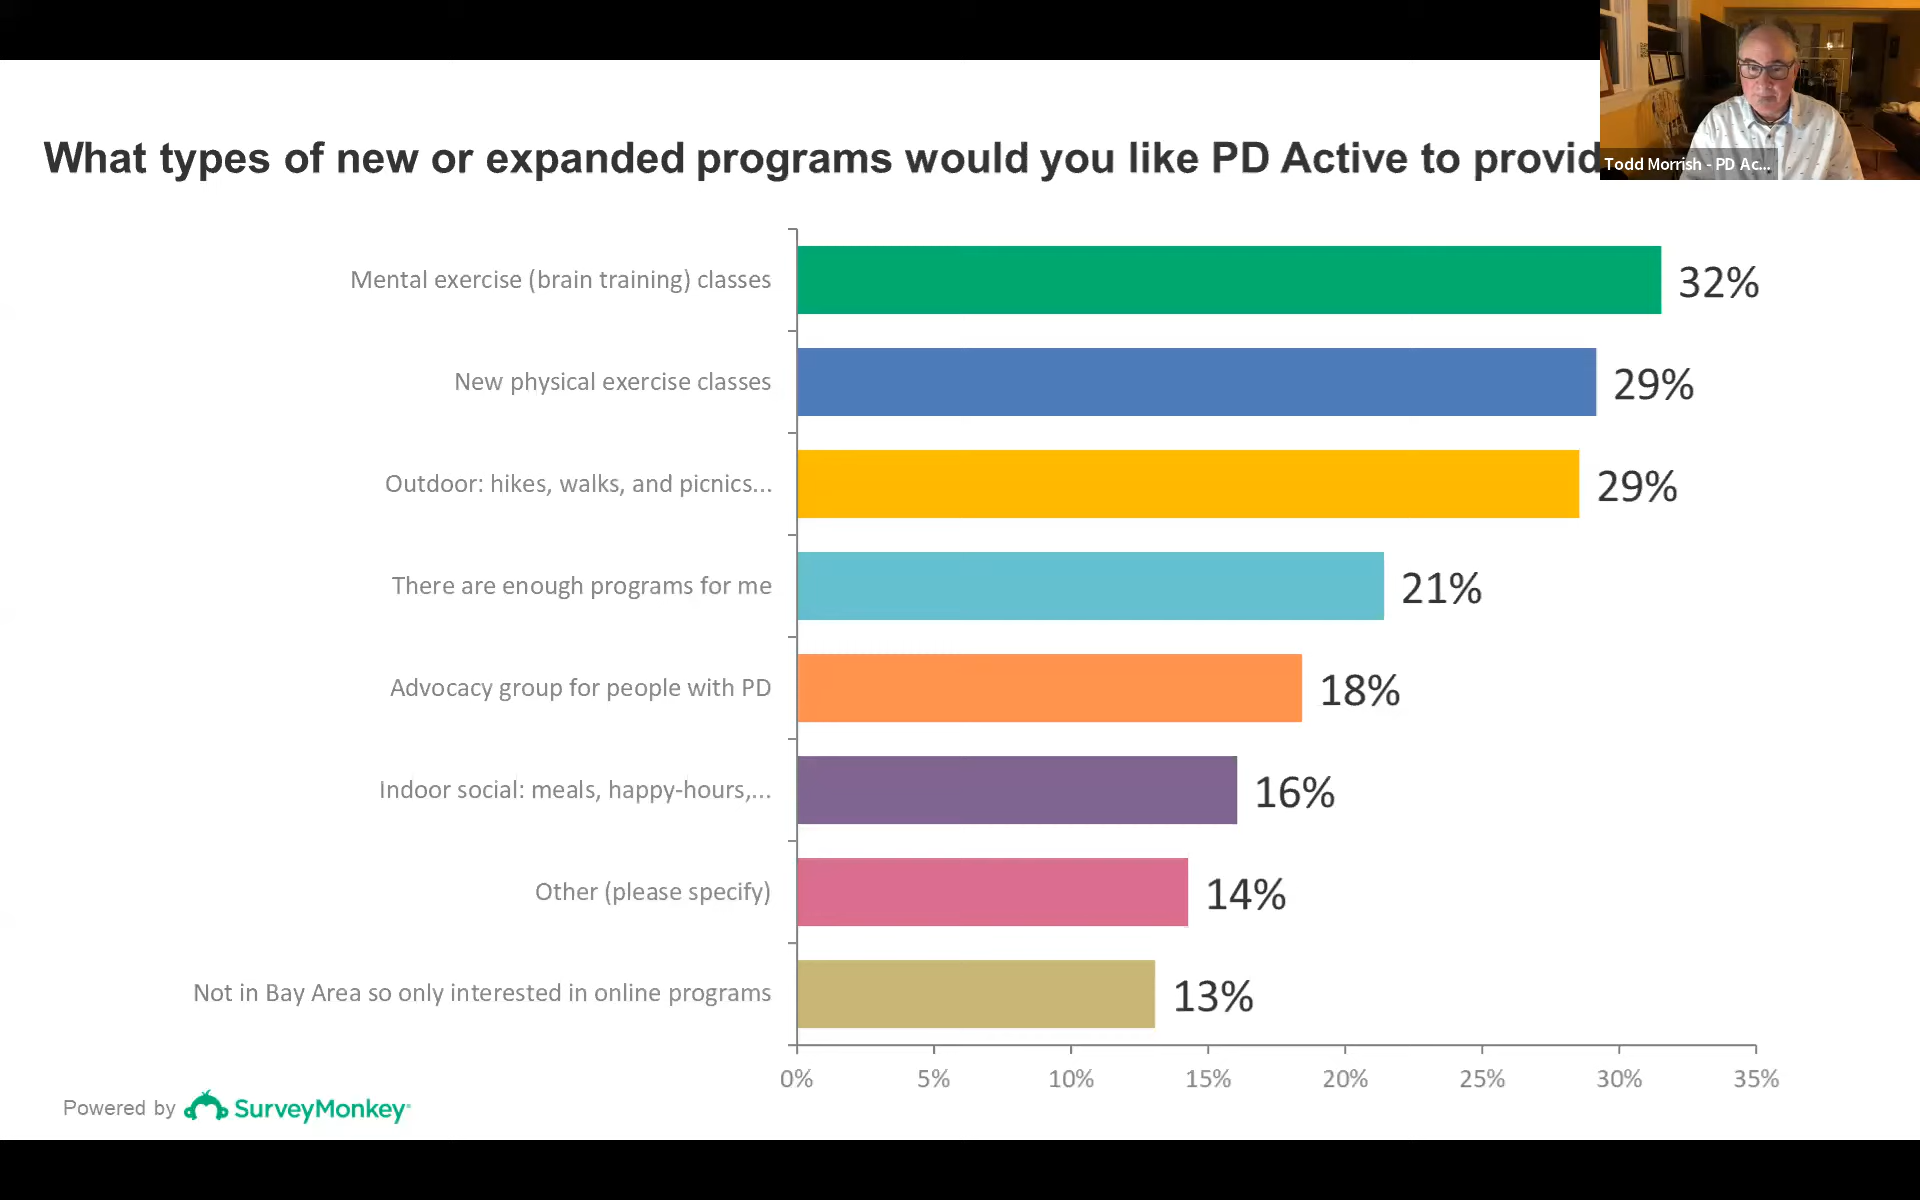 What types of new or expanded programs would you like PD Active to provid
Todd Morrish - PD Ac...
Mental exercise (brain training) classes
32%
New physical exercise classes
29%
Outdoor: hikes, walks, and picnics...
29%
There are enough programs for me
21%
Advocacy group for people with PD
18%
Indoor social: meals, happy-hours,...
16%
Other (please specify)
14%
Not in Bay Area so only interested in online programs
13%
0% 5% 10% 15% 20% 25% 30% 35%
Powered by SurveyMonkey